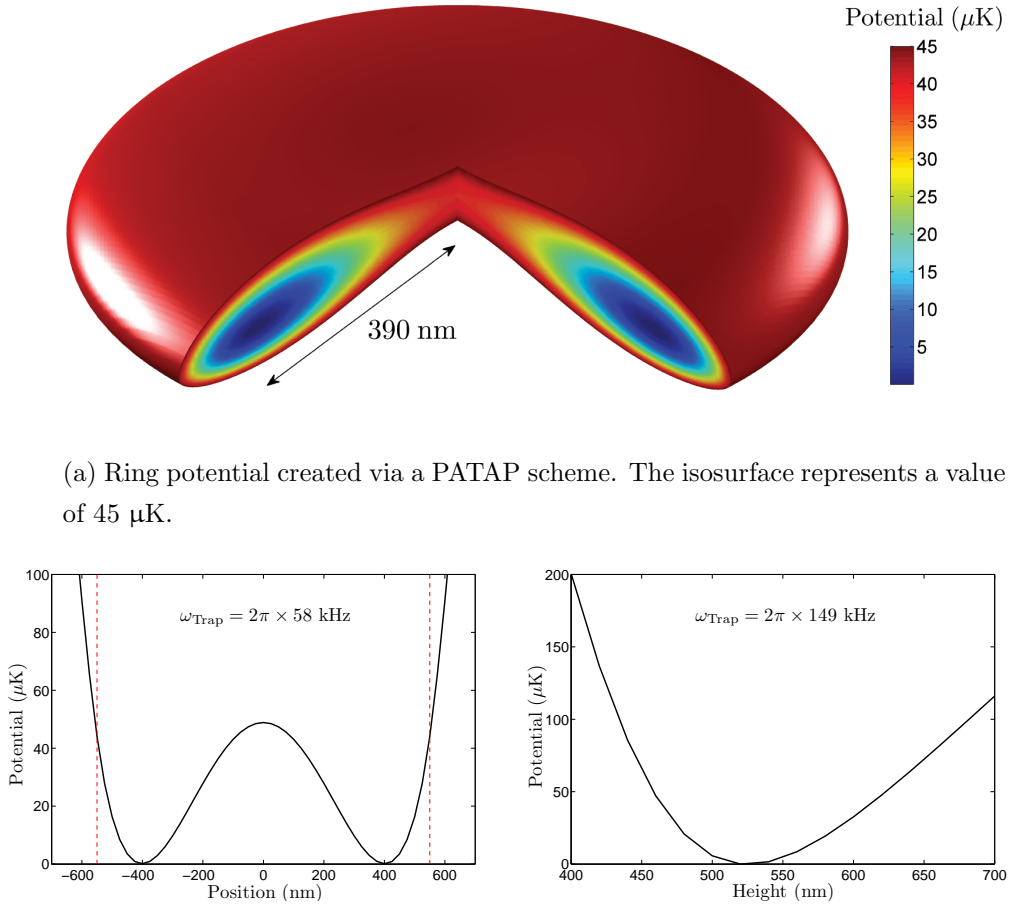 Potential (μK)
45
40
35
30
25
20
15
10
5
390 nm
(a) Ring potential created via a PATAP scheme. The isosurface represents a value
of 45 μK.
100
80
60
40
20
0
Potential (μK)
ω_Trap = 2π × 58 kHz
−600 −400 −200 0 200 400 600
Position (nm)
200
150
100
50
0
Potential (μK)
ω_Trap = 2π × 149 kHz
400 450 500 550 600 650 700
Height (nm)